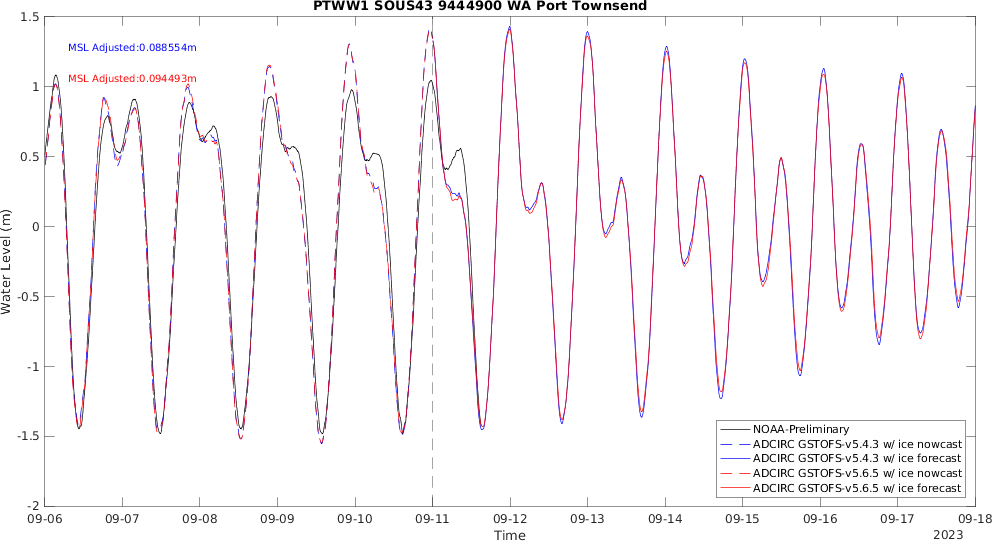 PTWW1 SOUS43 9444900 WA Port Townsend
MSL Adjusted:0.088554m
MSL Adjusted:0.094493m
Water Level (m)
1.5
1
0.5
0
-0.5
-1
-1.5
-2
NOAA-Preliminary
ADCIRC GSTOFS-v5.4.3 w/ ice nowcast
ADCIRC GSTOFS-v5.4.3 w/ ice forecast
ADCIRC GSTOFS-v5.6.5 w/ ice nowcast
ADCIRC GSTOFS-v5.6.5 w/ ice forecast
09-06 09-07 09-08 09-09 09-10 09-11 09-12 09-13 09-14 09-15 09-16 09-17 09-18
Time
2023